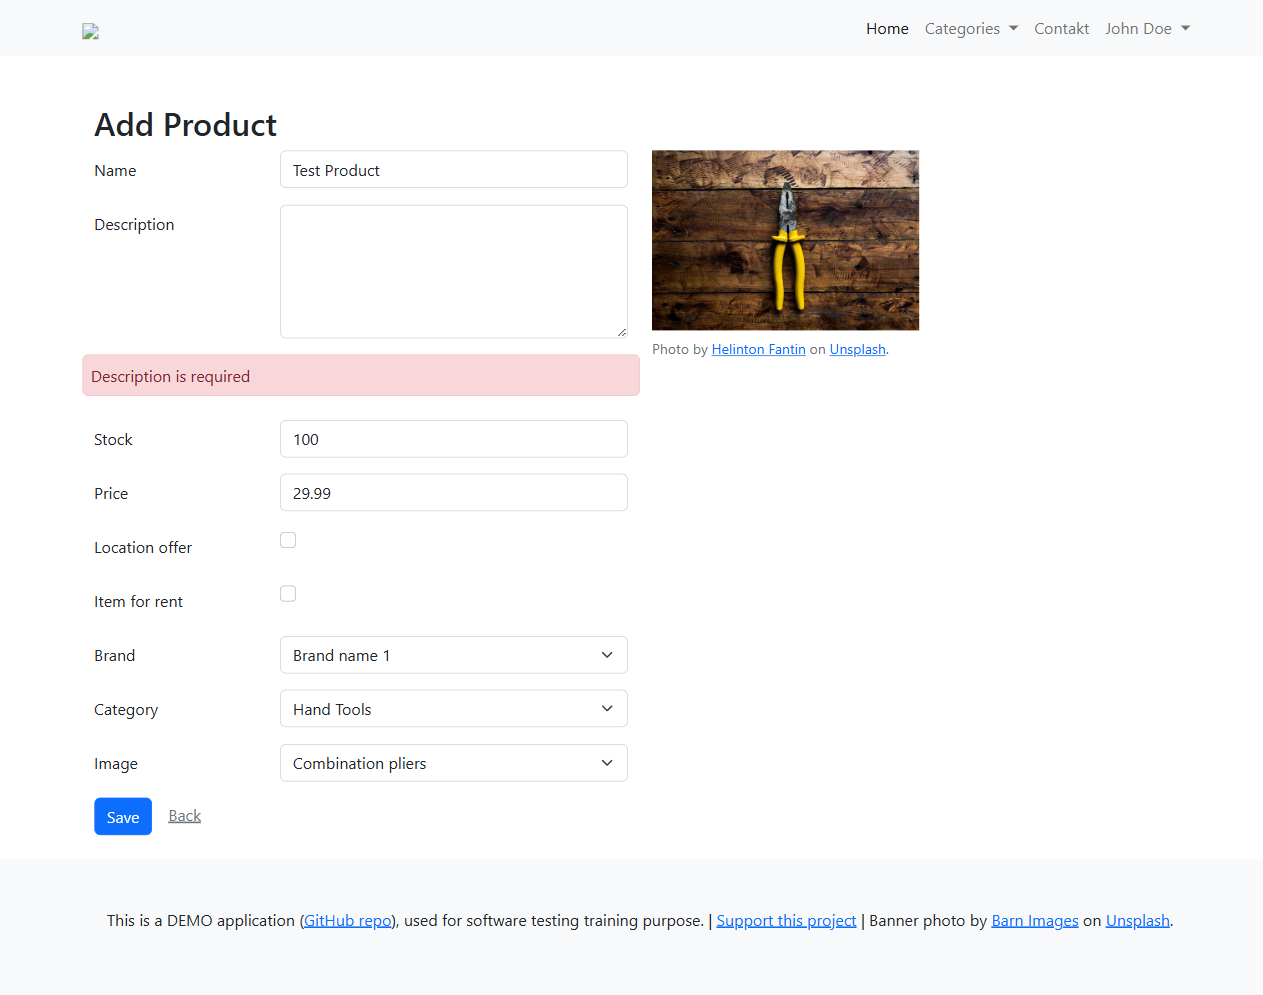 Home Categories Contakt John Doe
Add Product
Name Test Product
Description
Photo by Helinton Fantin on Unsplash.
Description is required
Stock 100
Price 29.99
Location offer
Item for rent
Brand Brand name 1
Category Hand Tools
Image Combination pliers
Save Back
This is a DEMO application (GitHub repo), used for software testing training purpose. | Support this project | Banner photo by Barn Images on Unsplash.